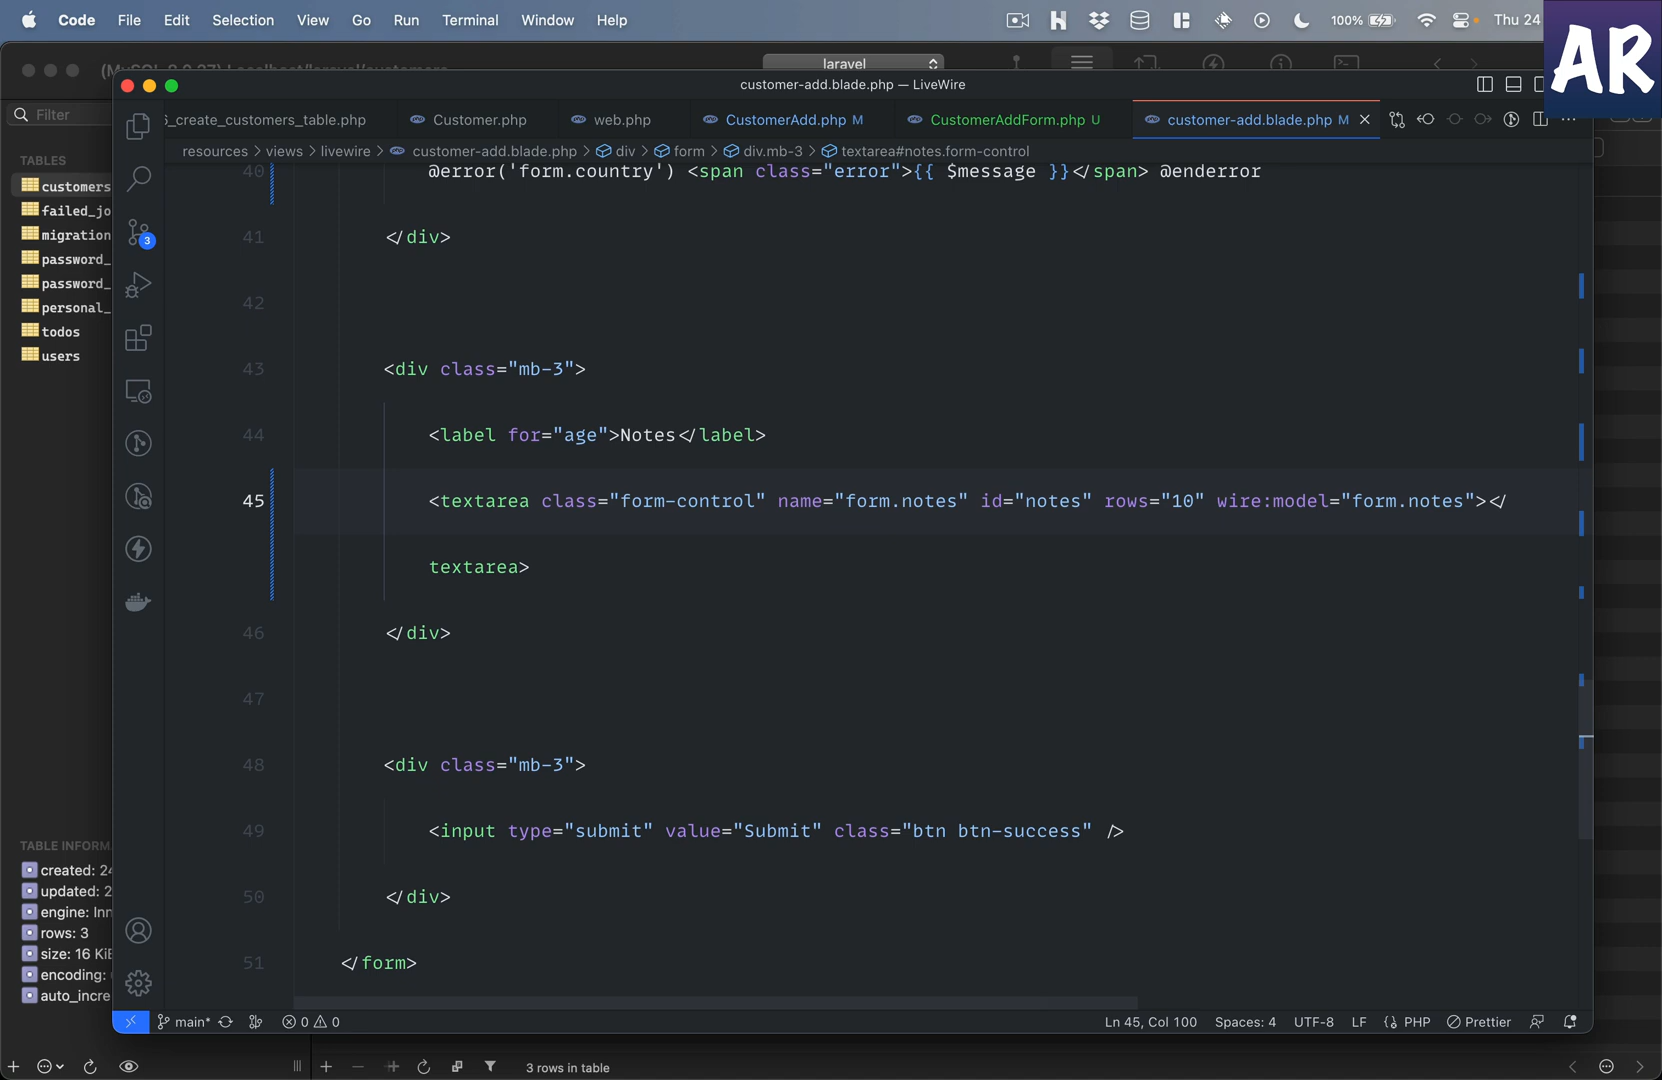 Code File Edit Selection View Go Run Terminal Window Help 100% Thu 24
AR
laravel
customer-add.blade.php — LiveWire
Filter
_create_customers_table.php Customer.php web.php CustomerAdd.php M CustomerAddForm.php U customer-add.blade.php M
resources > views > livewire > customer-add.blade.php > div > form > div.mb-3 > textarea#notes.form-control
TABLES
customers
failed_jo
migration
password_
password_
personal_
todos
users
40 @error('form.country') <span class="error">{{ $message }}</span> @enderror
41 </div>
42
43 <div class="mb-3">
44 <label for="age">Notes</label>
45 <textarea class="form-control" name="form.notes" id="notes" rows="10" wire:model="form.notes"></
textarea>
46 </div>
47
48 <div class="mb-3">
49 <input type="submit" value="Submit" class="btn btn-success" />
50 </div>
51 </form>
3
TABLE INFORM
created: 24
updated: 2
engine: Inn
rows: 3
size: 16 KiB
encoding:
auto_incre
main* 0 0 Ln 45, Col 100 Spaces: 4 UTF-8 LF {} PHP Prettier
3 rows in table